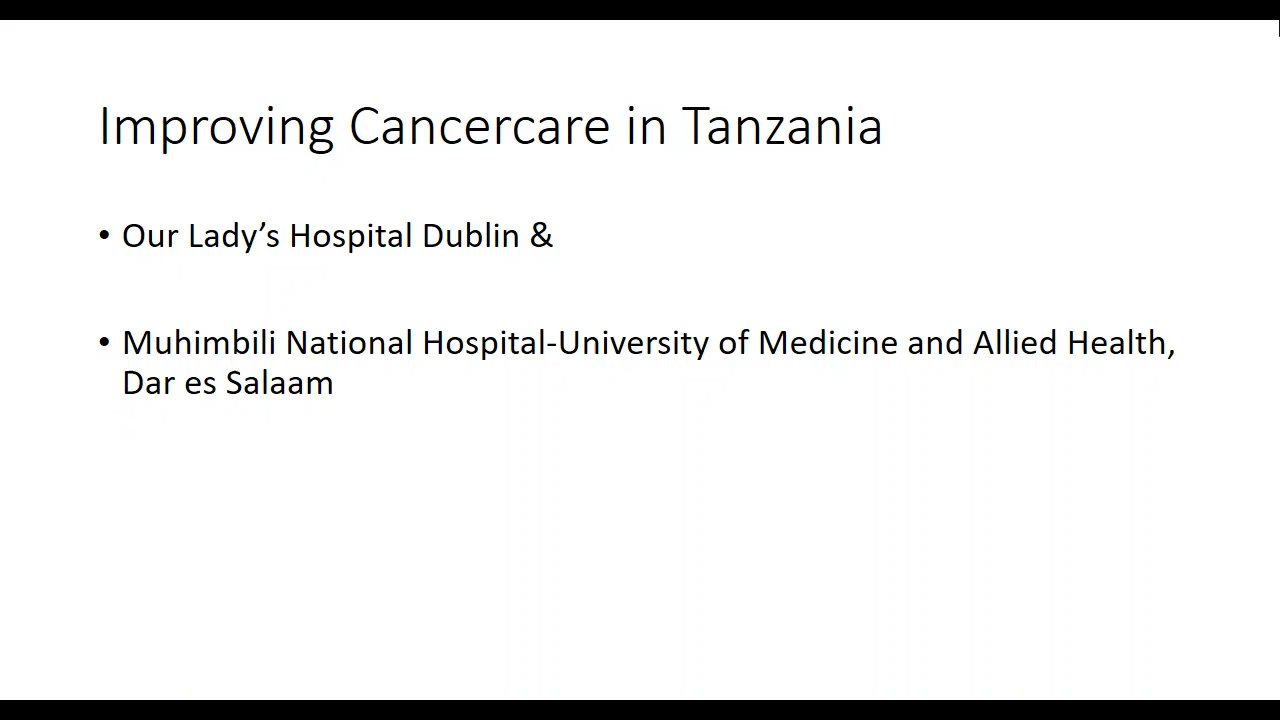 Improving Cancercare in Tanzania
• Our Lady’s Hospital Dublin &
• Muhimbili National Hospital-University of Medicine and Allied Health,
Dar es Salaam